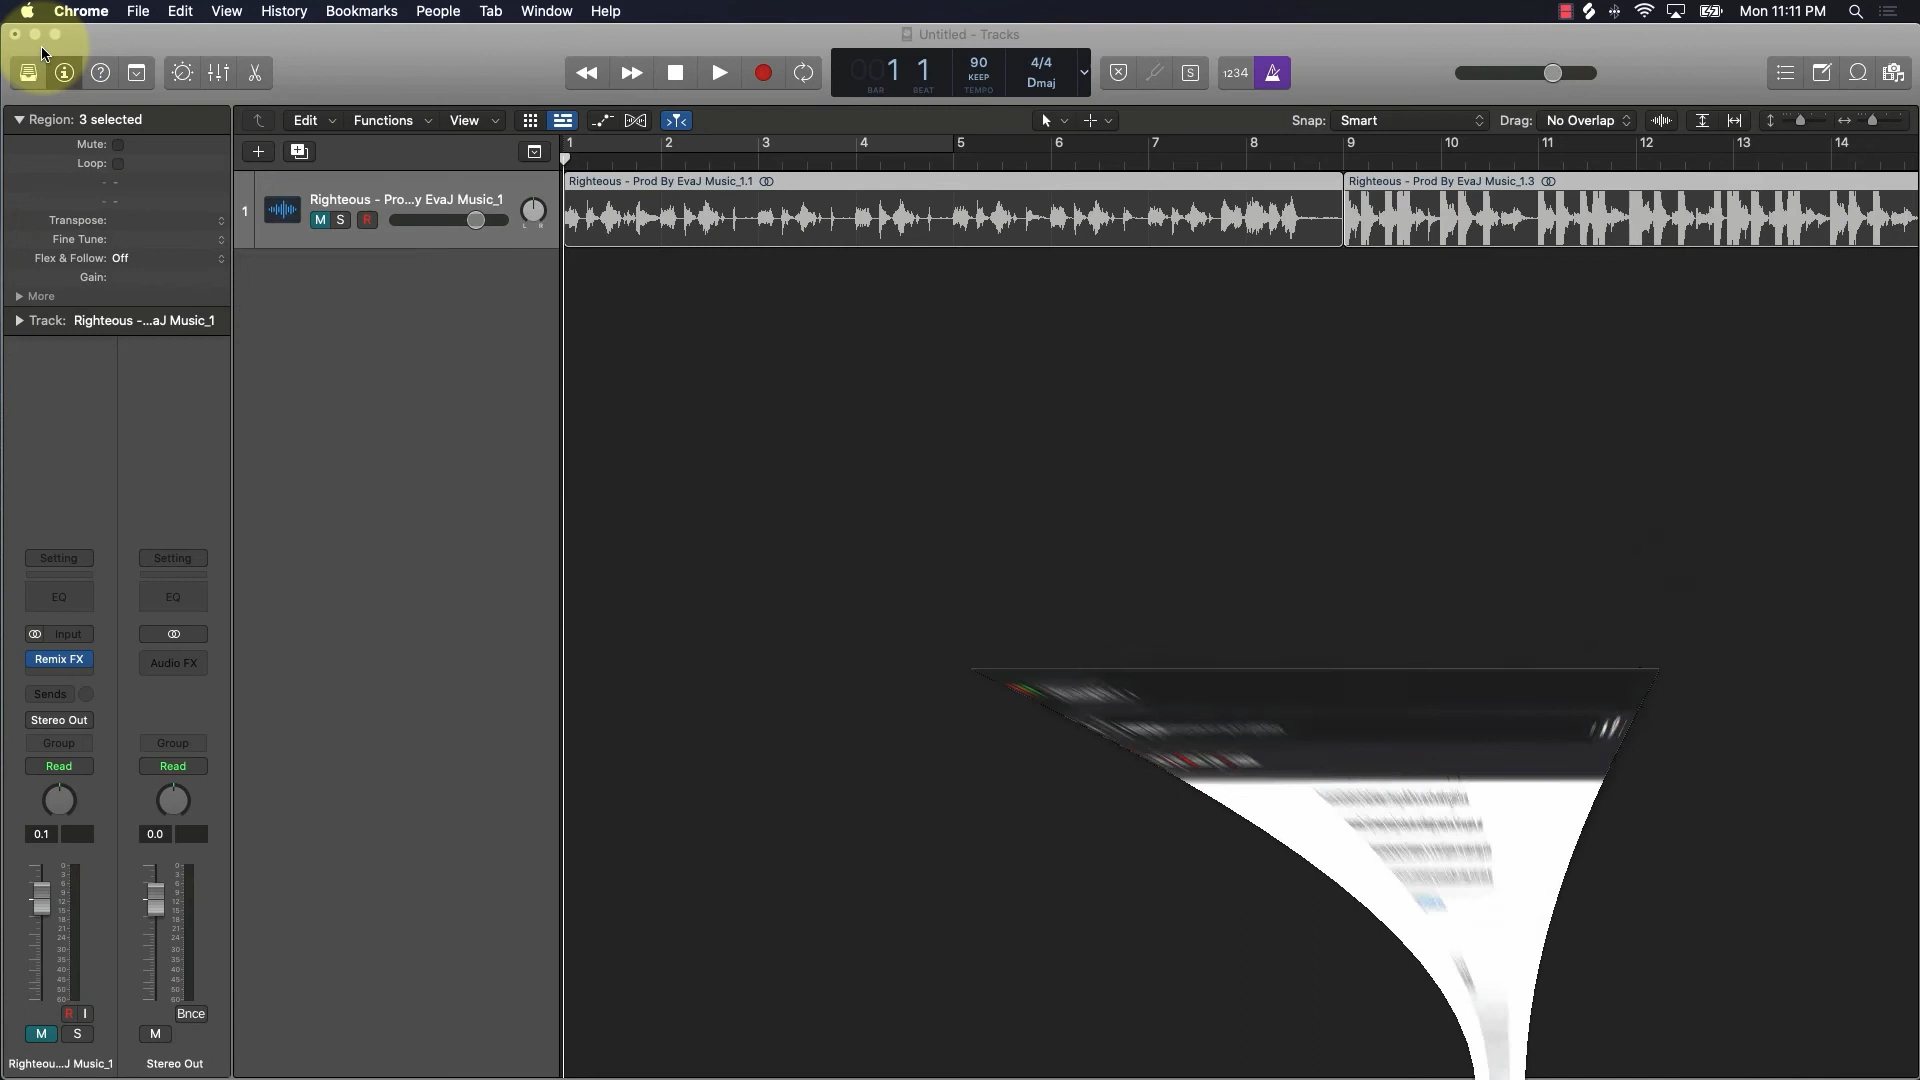 Chrome File Edit View History Bookmarks People Tab Window Help Mon 11:11 PM
Untitled - Tracks
1 1 90 4/4
KEEP Dmaj
BAR BEAT TEMPO
1234
S
Region: 3 selected
Edit Functions View Snap: Smart Drag: No Overlap
Mute:
Loop:
1 2 3 4 5 6 7 8 9 10 11 12 13 14
Righteous - Prod By EvaJ Music_1.1 Righteous - Prod By EvaJ Music_1.3
1 Righteous - Pro...y EvaJ Music_1
M S R L R
Transpose:
Fine Tune:
Flex & Follow: Off
Gain:
More
Track: Righteous -...aJ Music_1
Setting Setting
EQ EQ
Input
Remix FX Audio FX
Sends
Stereo Out
Group Group
Read Read
0.1 0.0
R I Bnce
M S M
Righteou...J Music_1 Stereo Out